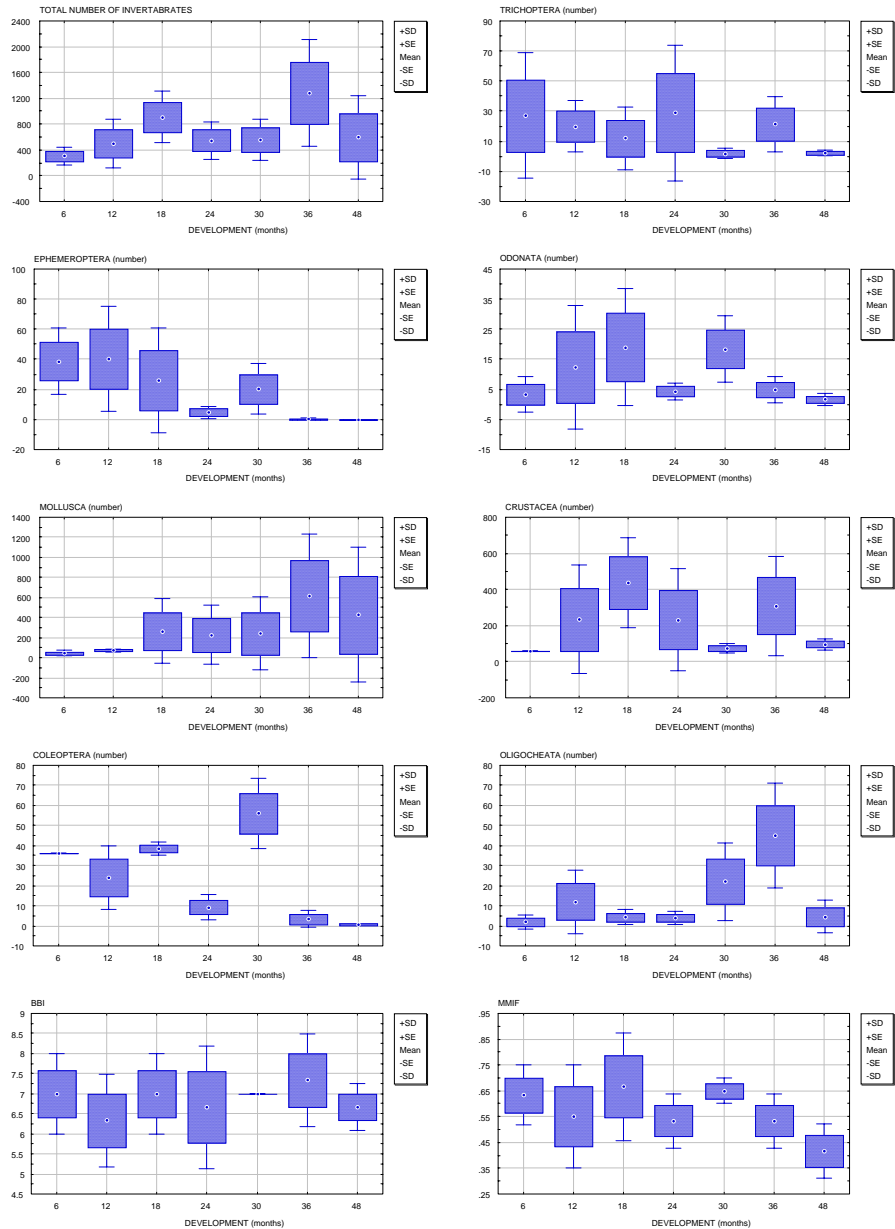 TOTAL NUMBER OF INVERTABRATES
2400
2000
1600
1200
800
400
0
-400
6 12 18 24 30 36 48
DEVELOPMENT (months)
+SD
+SE
Mean
-SE
-SD
TRICHOPTERA (number)
90
70
50
30
10
-10
-30
6 12 18 24 30 36 48
DEVELOPMENT (months)
+SD
+SE
Mean
-SE
-SD
EPHEMEROPTERA (number)
100
80
60
40
20
0
-20
6 12 18 24 30 36 48
DEVELOPMENT (months)
+SD
+SE
Mean
-SE
-SD
ODONATA (number)
45
35
25
15
5
-5
-15
6 12 18 24 30 36 48
DEVELOPMENT (months)
+SD
+SE
Mean
-SE
-SD
MOLLUSCA (number)
1400
1200
1000
800
600
400
200
0
-200
-400
6 12 18 24 30 36 48
DEVELOPMENT (months)
+SD
+SE
Mean
-SE
-SD
CRUSTACEA (number)
800
600
400
200
0
-200
6 12 18 24 30 36 48
DEVELOPMENT (months)
+SD
+SE
Mean
-SE
-SD
COLEOPTERA (number)
80
70
60
50
40
30
20
10
0
-10
6 12 18 24 30 36 48
DEVELOPMENT (months)
+SD
+SE
Mean
-SE
-SD
OLIGOCHEATA (number)
80
70
60
50
40
30
20
10
0
-10
6 12 18 24 30 36 48
DEVELOPMENT (months)
+SD
+SE
Mean
-SE
-SD
BBI
9
8.5
8
7.5
7
6.5
6
5.5
5
4.5
6 12 18 24 30 36 48
DEVELOPMENT (months)
+SD
+SE
Mean
-SE
-SD
MMIF
.95
.85
.75
.65
.55
.45
.35
.25
6 12 18 24 30 36 48
DEVELOPMENT (months)
+SD
+SE
Mean
-SE
-SD